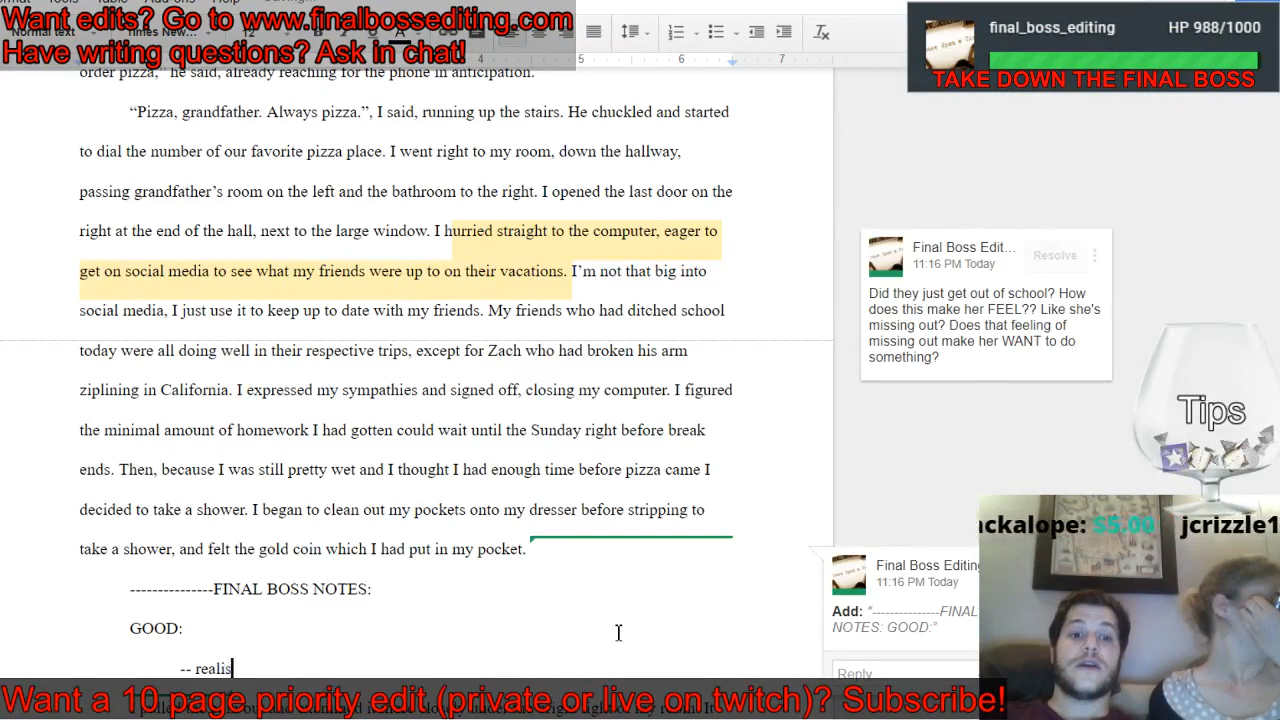 Want edits? Go to www.finalbossediting.com
Have writing questions? Ask in chat!
final_boss_editing HP 988/1000
TAKE DOWN THE FINAL BOSS
Normal text
12
4 5 6 7
order pizza,” he said, already reaching for the phone in anticipation.
“Pizza, grandfather. Always pizza.”, I said, running up the stairs. He chuckled and started
to dial the number of our favorite pizza place. I went right to my room, down the hallway,
passing grandfather’s room on the left and the bathroom to the right. I opened the last door on the
right at the end of the hall, next to the large window. I hurried straight to the computer, eager to
get on social media to see what my friends were up to on their vacations. I’m not that big into
social media, I just use it to keep up to date with my friends. My friends who had ditched school
today were all doing well in their respective trips, except for Zach who had broken his arm
ziplining in California. I expressed my sympathies and signed off, closing my computer. I figured
the minimal amount of homework I had gotten could wait until the Sunday right before break
ends. Then, because I was still pretty wet and I thought I had enough time before pizza came I
decided to take a shower. I began to clean out my pockets onto my dresser before stripping to
take a shower, and felt the gold coin which I had put in my pocket.
---------------FINAL BOSS NOTES:
GOOD:
-- realis
Final Boss Edit...
11:16 PM Today
Resolve
Did they just get out of school? How
does this make her FEEL?? Like she's
missing out? Does that feeling of
missing out make her WANT to do
something?
Tips
ackalope: $5.00 jcrizzle1
Final Boss Editing
11:16 PM Today
Add: “---------------FINAL
NOTES: GOOD:”
Reply
Want a 10 page priority edit (private or live on twitch)? Subscribe!